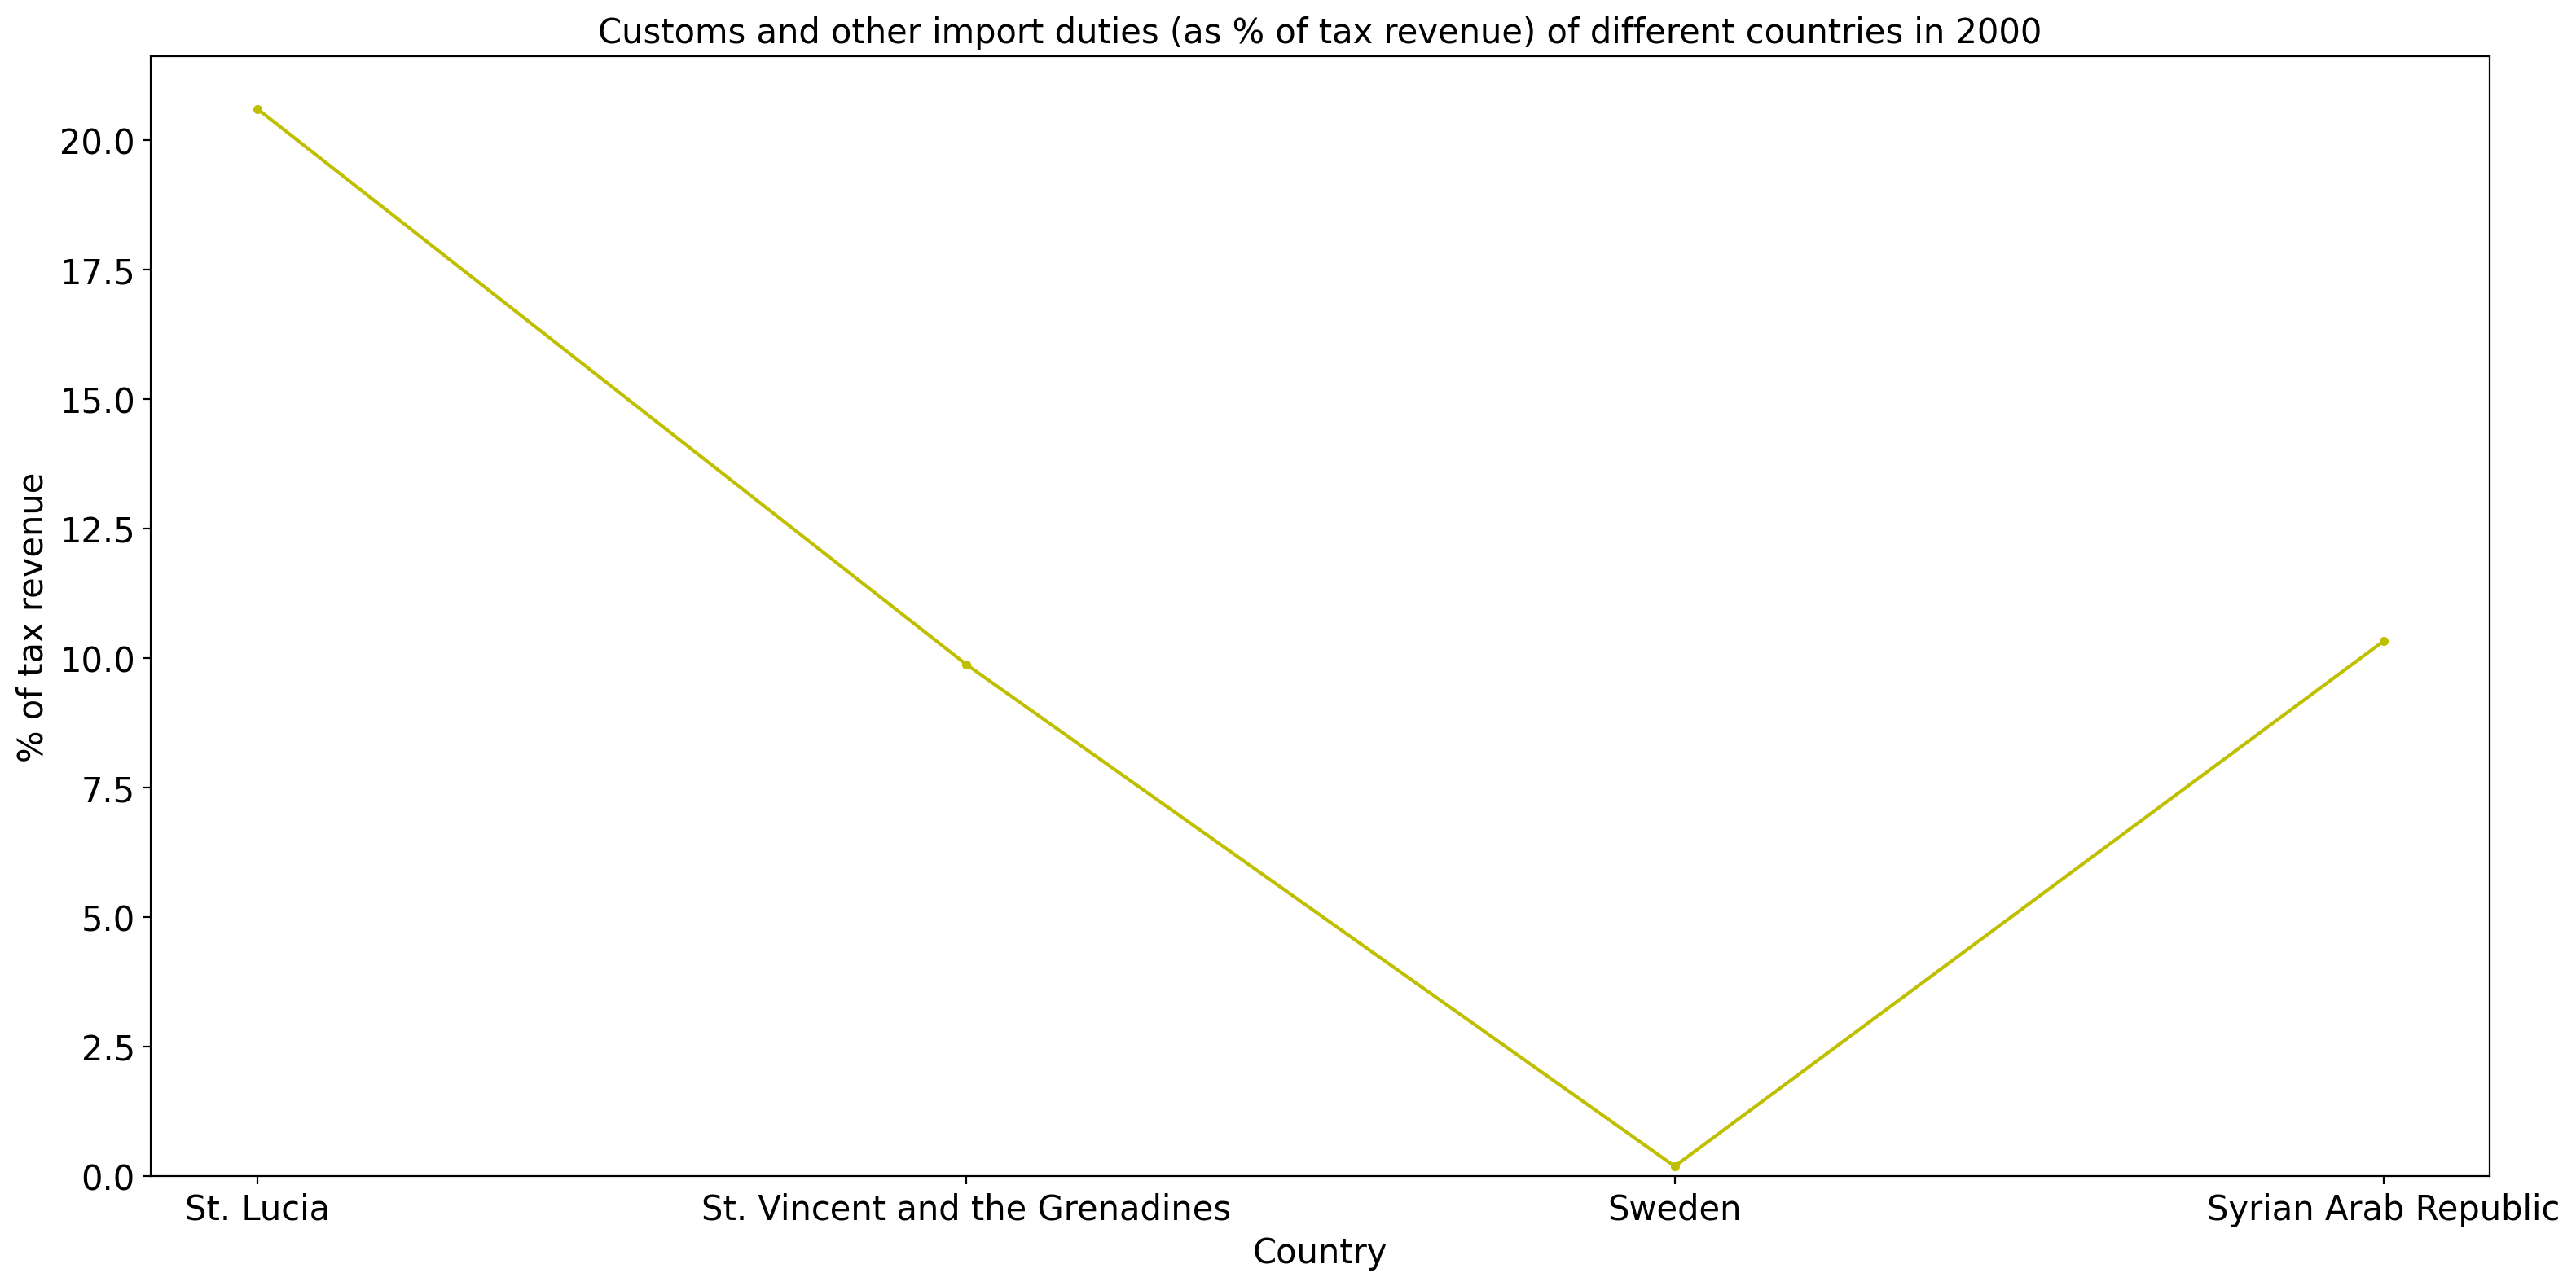 Customs and other import duties (as % of tax revenue) of different countries in 2000
% of tax revenue
20.0
17.5
15.0
12.5
10.0
7.5
5.0
2.5
0.0
St. Lucia
St. Vincent and the Grenadines
Sweden
Syrian Arab Republic
Country